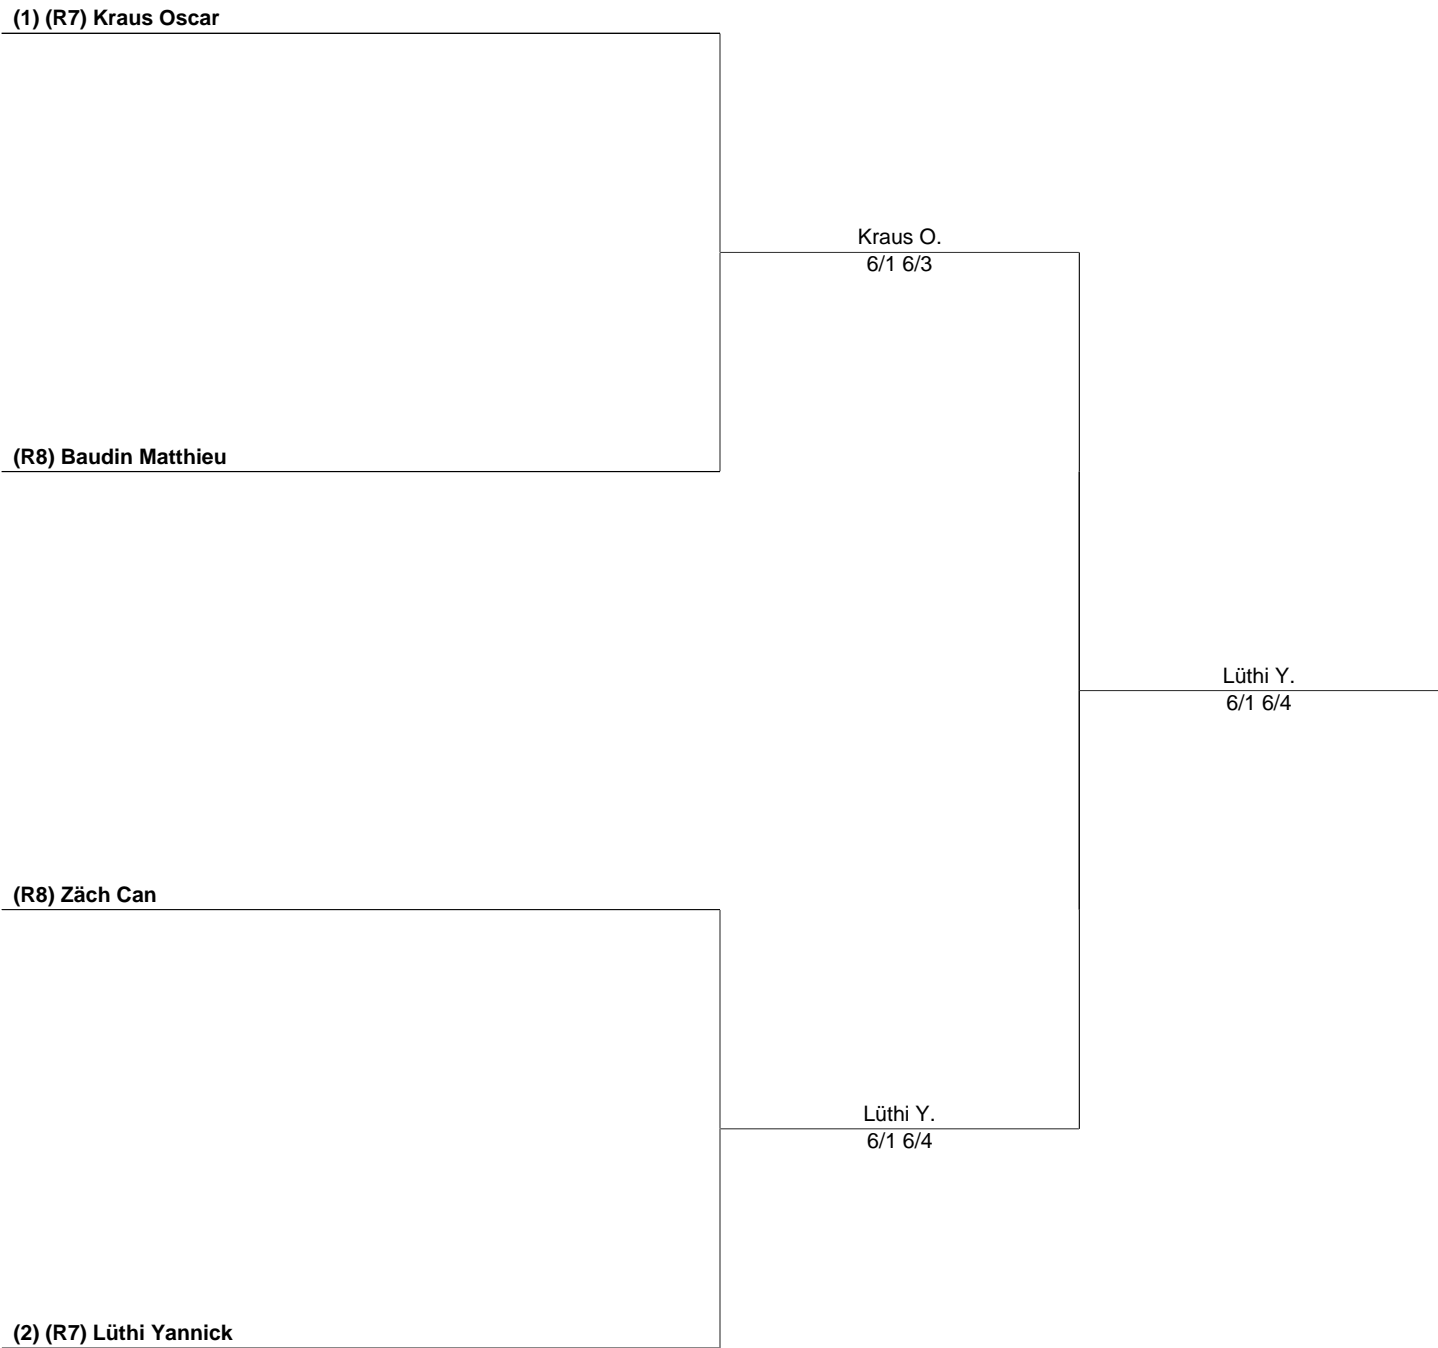 (1) (R7) Kraus Oscar
Kraus O.
6/1 6/3
(R8) Baudin Matthieu
Lüthi Y.
6/1 6/4
(R8) Zäch Can
Lüthi Y.
6/1 6/4
(2) (R7) Lüthi Yannick